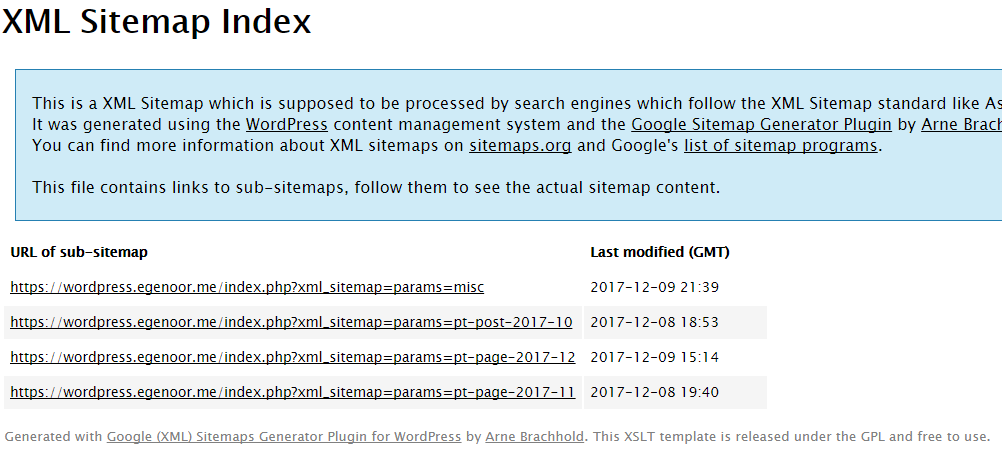 XML Sitemap Index
This is a XML Sitemap which is supposed to be processed by search engines which follow the XML Sitemap standard like
It was generated using the WordPress content management system and the Google Sitemap Generator Plugin by Arne
You can find more information about XML sitemaps on sitemaps.org and Google's list of sitemap programs.
This file contains links to sub-sitemaps, follow them to see the actual sitemap content.
URL of sub-sitemap Last modified (GMT)
https://wordpress.egenoor.me/index.php?xml_sitemap=params=misc 2017-12-09 21:39
https://wordpress.egenoor.me/index.php?xml_sitemap=params=pt-post-2017-10 2017-12-08 18:53
https://wordpress.egenoor.me/index.php?xml_sitemap=params=pt-page-2017-12 2017-12-09 15:14
https://wordpress.egenoor.me/index.php?xml_sitemap=params=pt-page-2017-11 2017-12-08 19:40
Generated with Google (XML) Sitemaps Generator Plugin for WordPress by Arne Brachhold. This XSLT template is released under the GPL and free to use.